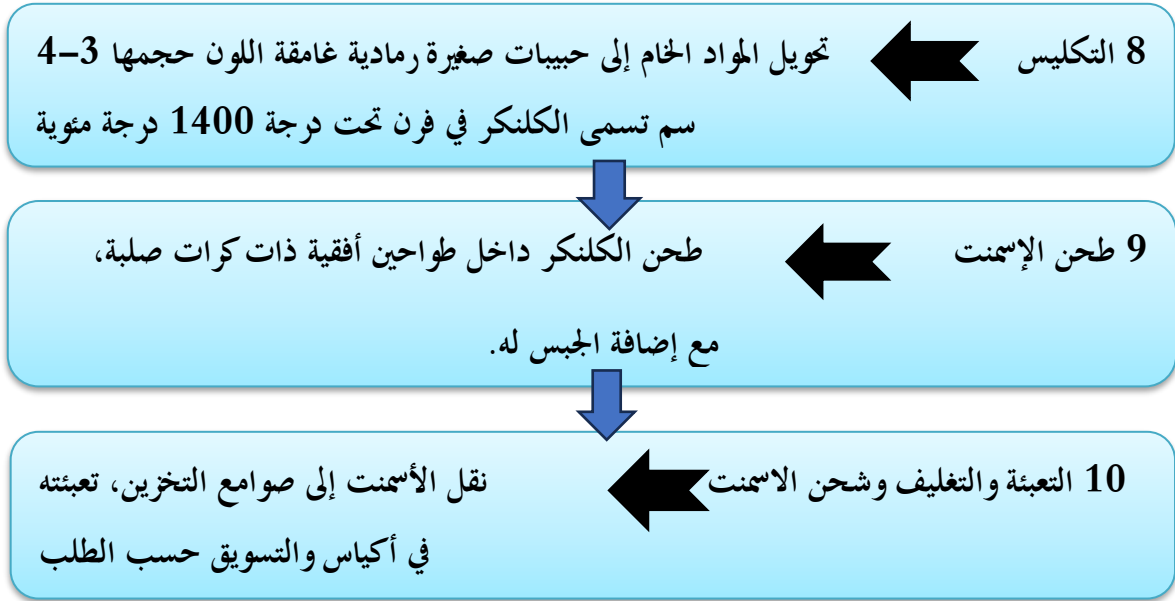 8 التكليس تحويل المواد الخام إلى حبيبات صغيرة رمادية غامقة اللون حجمها 3-4
سم تسمى الكلنكر في فرن تحت درجة 1400 درجة مئوية
9 طحن الإسمنت طحن الكلنكر داخل طواحين أفقية ذات كرات صلبة،
مع إضافة الجبس له.
10 التعبئة والتغليف وشحن الاسمنت نقل الأسمنت إلى صوامع التخزين، تعبئته
في أكياس والتسويق حسب الطلب